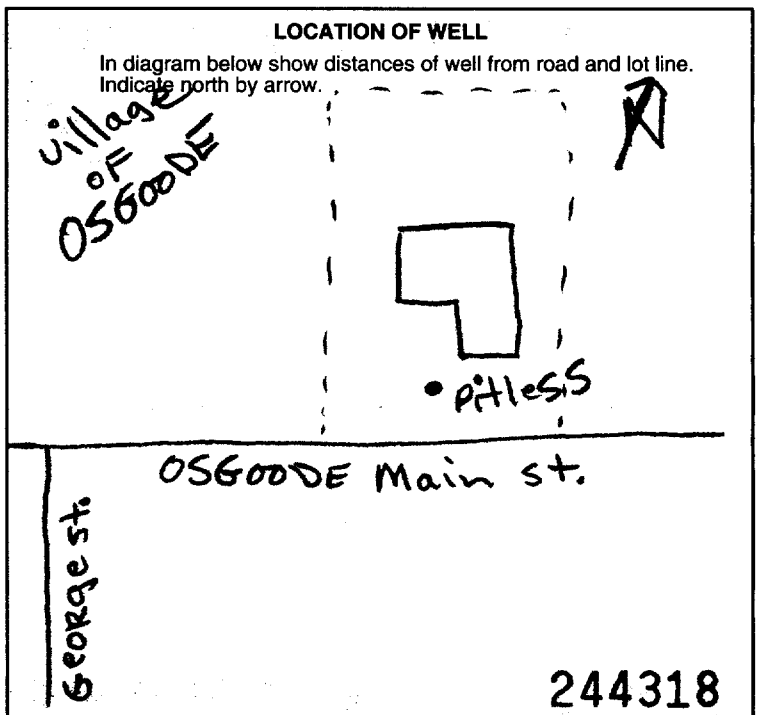 LOCATION OF WELL
In diagram below show distances of well from road and lot line.
Indicate north by arrow.
Village
OF
OSGOODE
N
pitless
OSGOODE Main st.
George st.
244318